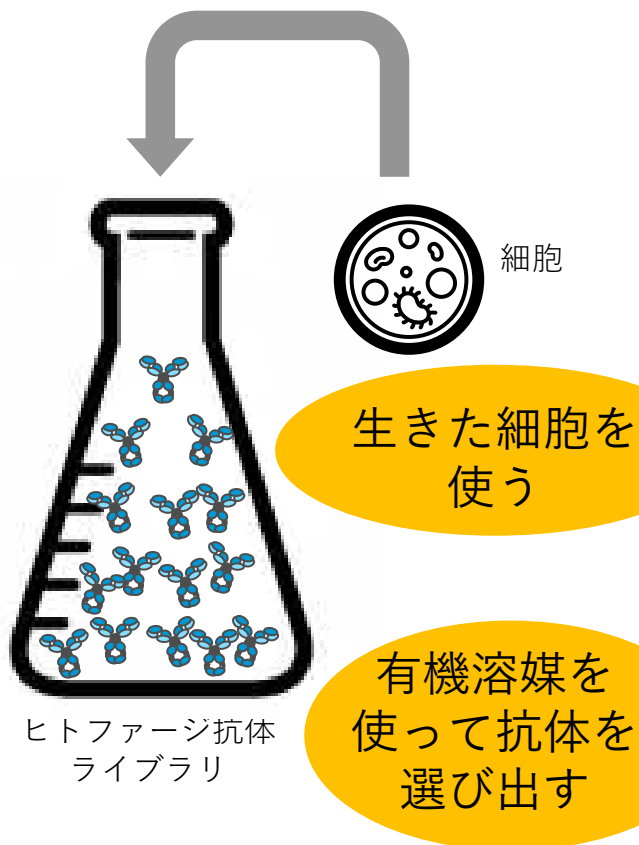 細胞
生きた細胞を
使う
有機溶媒を
使って抗体を
選び出す
ヒトファージ抗体
ライブラリ